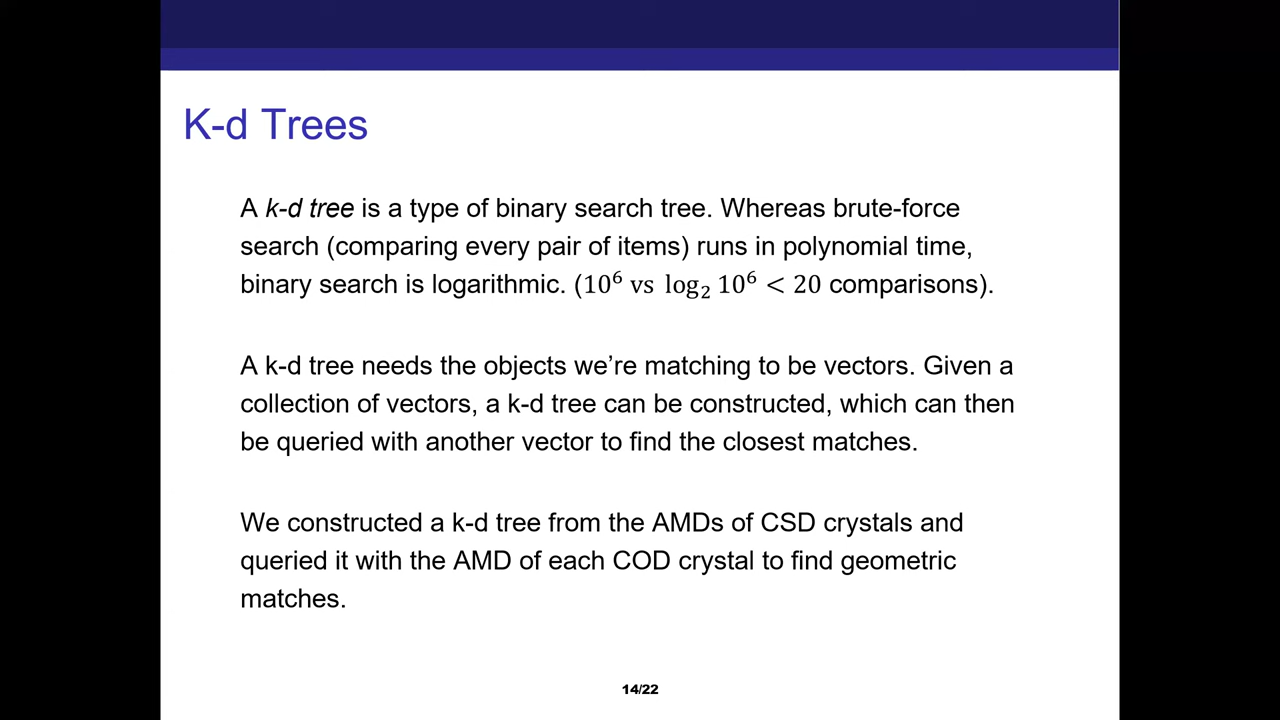 K-d Trees
A k-d tree is a type of binary search tree. Whereas brute-force
search (comparing every pair of items) runs in polynomial time,
binary search is logarithmic. (10⁶ vs log₂ 10⁶ < 20 comparisons).
A k-d tree needs the objects we’re matching to be vectors. Given a
collection of vectors, a k-d tree can be constructed, which can then
be queried with another vector to find the closest matches.
We constructed a k-d tree from the AMDs of CSD crystals and
queried it with the AMD of each COD crystal to find geometric
matches.
14/22